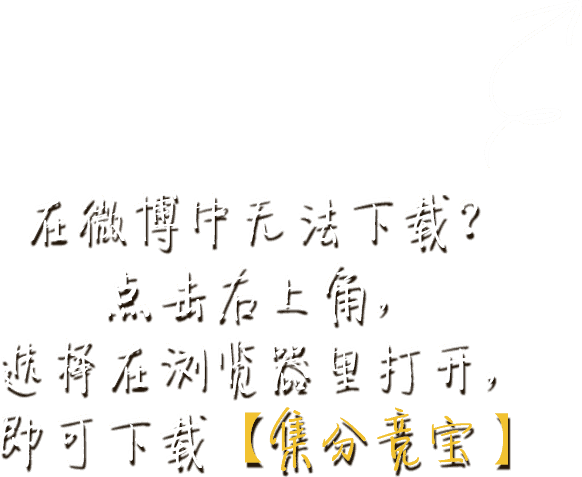 在微博中无法下载?
点击右上角,
选择在浏览器里打开,
即可下载【集分竞宝】